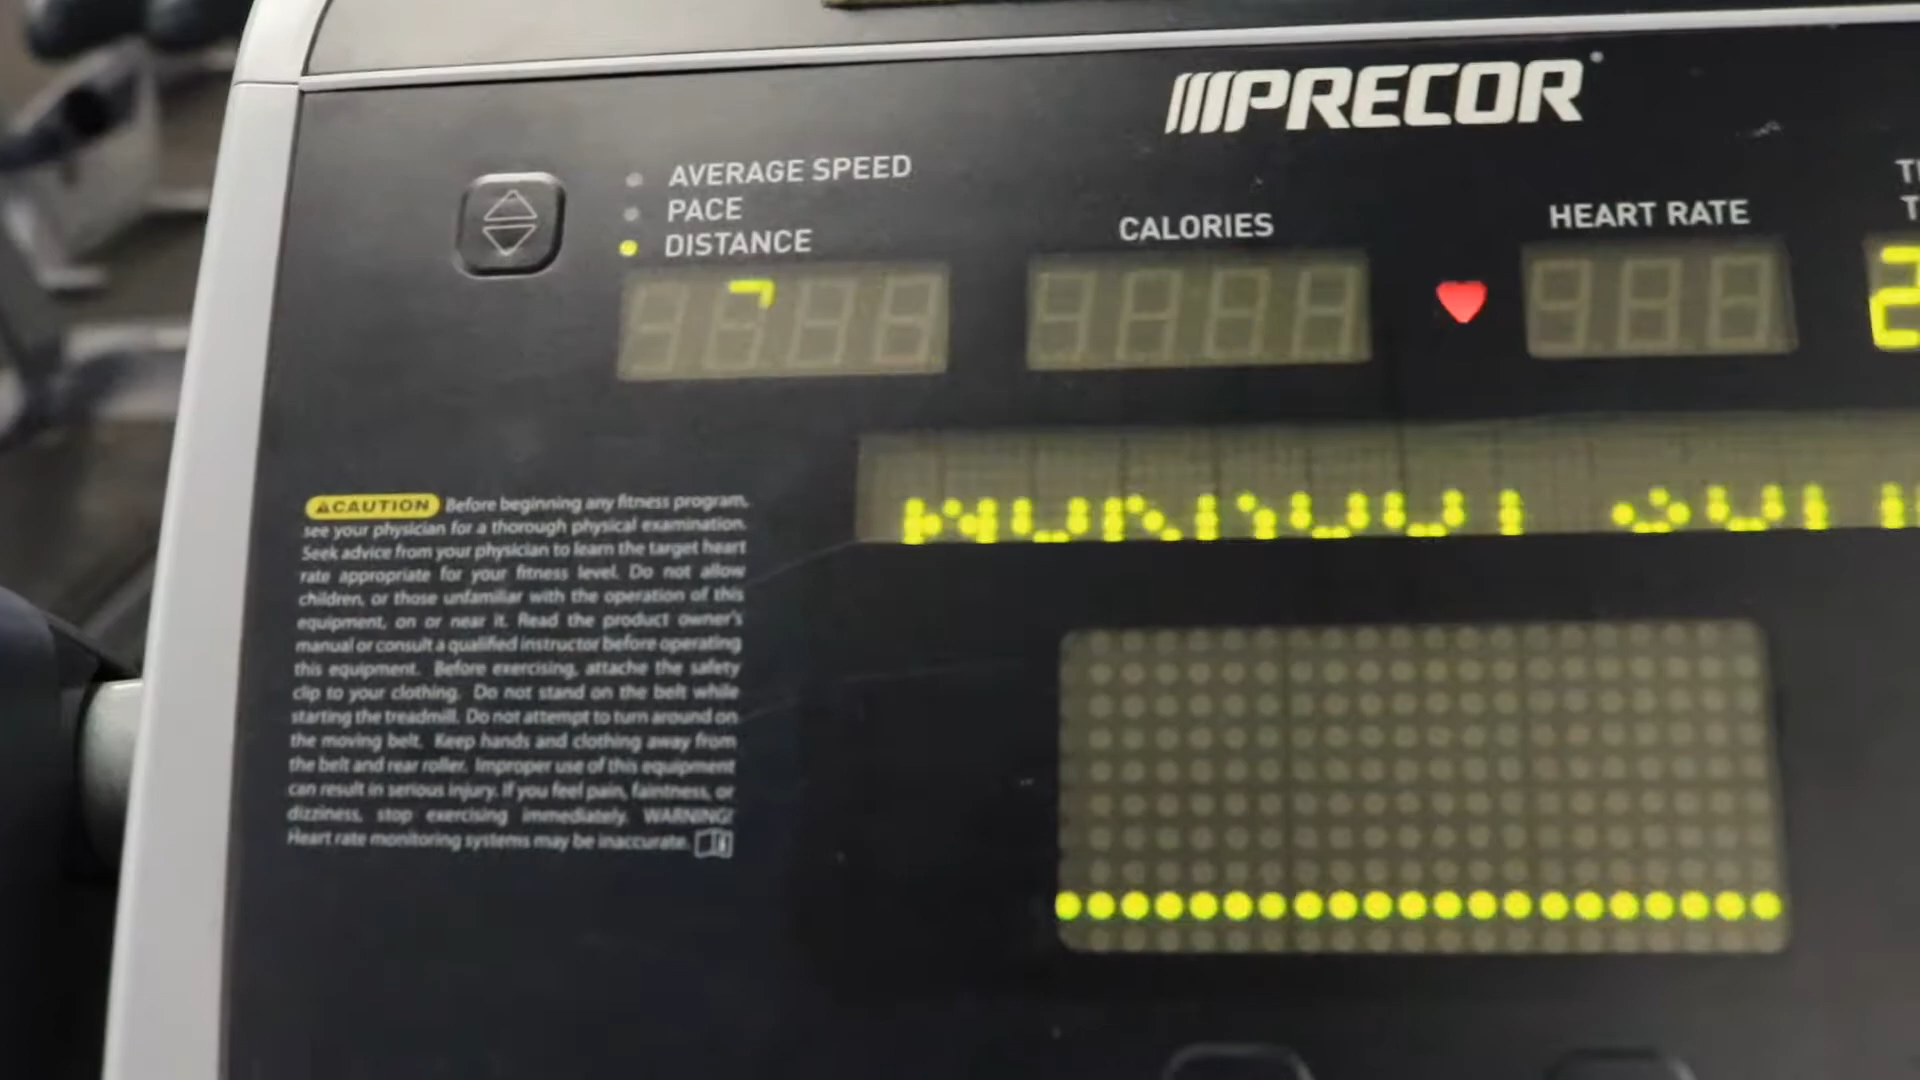 PRECOR
AVERAGE SPEED
PACE
DISTANCE
CALORIES
HEART RATE
CAUTION Before beginning any fitness program,
see your physician for a thorough physical examination.
Seek advice from your physician to learn the target heart
rate appropriate for your fitness level. Do not allow
children, or those unfamiliar with the operation of this
equipment, on or near it. Read the product owner's
manual or consult a qualified instructor before operating
this equipment. Before exercising, attache the safety
clip to your clothing. Do not stand on the belt while
starting the treadmill. Do not attempt to turn around on
the moving belt. Keep hands and clothing away from
the belt and rear roller. Improper use of this equipment
can result in serious injury. If you feel pain, faintness, or
dizziness, stop exercising immediately. WARNING!
Heart rate monitoring systems may be inaccurate.